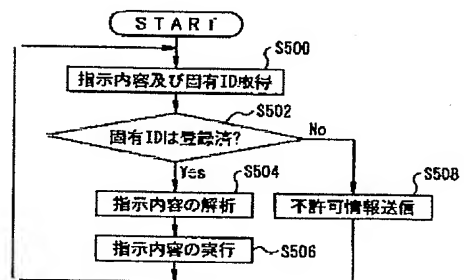 START
S500
指示内容及び固有ID取得
S502
固有IDは登録済?
No
Yes
S504
S508
指示内容の解析
不許可情報送信
指示内容の実行
S506